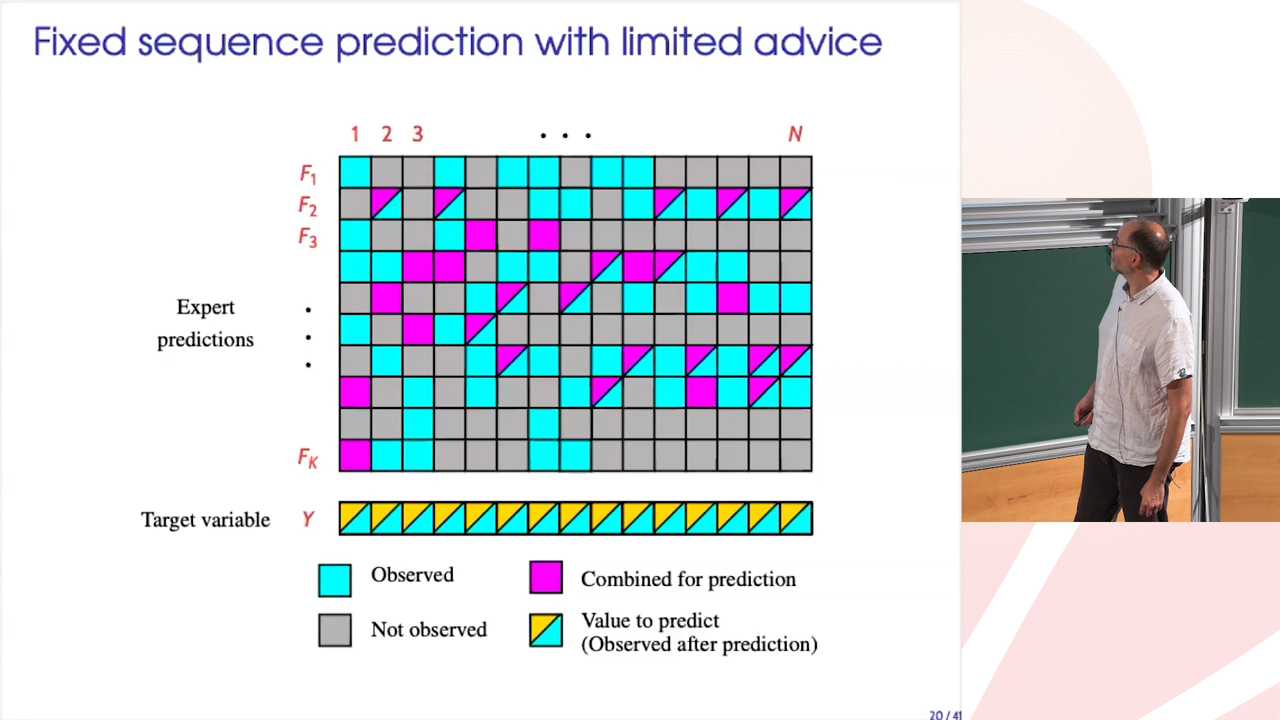 Fixed sequence prediction with limited advice
1 2 3 . . . N
F1
F2
F3
Expert
predictions
.
.
.
FK
Target variable Y
Observed
Combined for prediction
Not observed
Value to predict
(Observed after prediction)
20 / 41